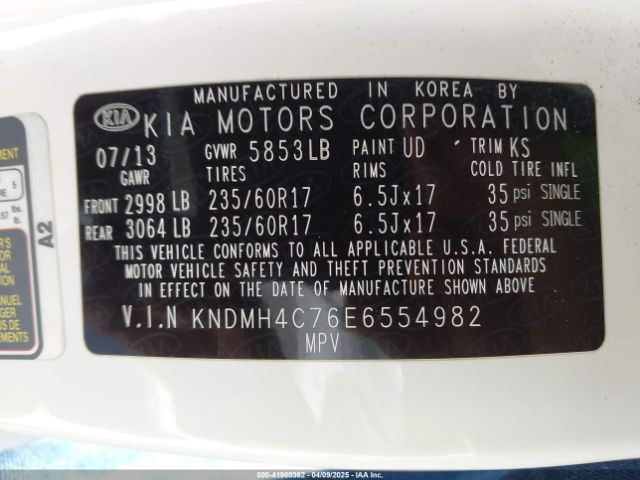 MANUFACTURED IN KOREA BY
KIA KIA MOTORS CORPORATION
07/13 GVWR 5853LB PAINT UD TRIM KS
GAWR TIRES RIMS COLD TIRE INFL
FRONT 2998 LB 235/60R17 6.5Jx17 35 psi SINGLE
REAR 3064 LB 235/60R17 6.5Jx17 35 psi SINGLE
THIS VEHICLE CONFORMS TO ALL APPLICABLE U.S.A. FEDERAL
MOTOR VEHICLE SAFETY AND THEFT PREVENTION STANDARDS
IN EFFECT ON THE DATE OF MANUFACTURE SHOWN ABOVE.
V.I.N KNDMH4C76E6554982
MPV
A2
000-41960362 - 04/09/2025 - IAA Inc.